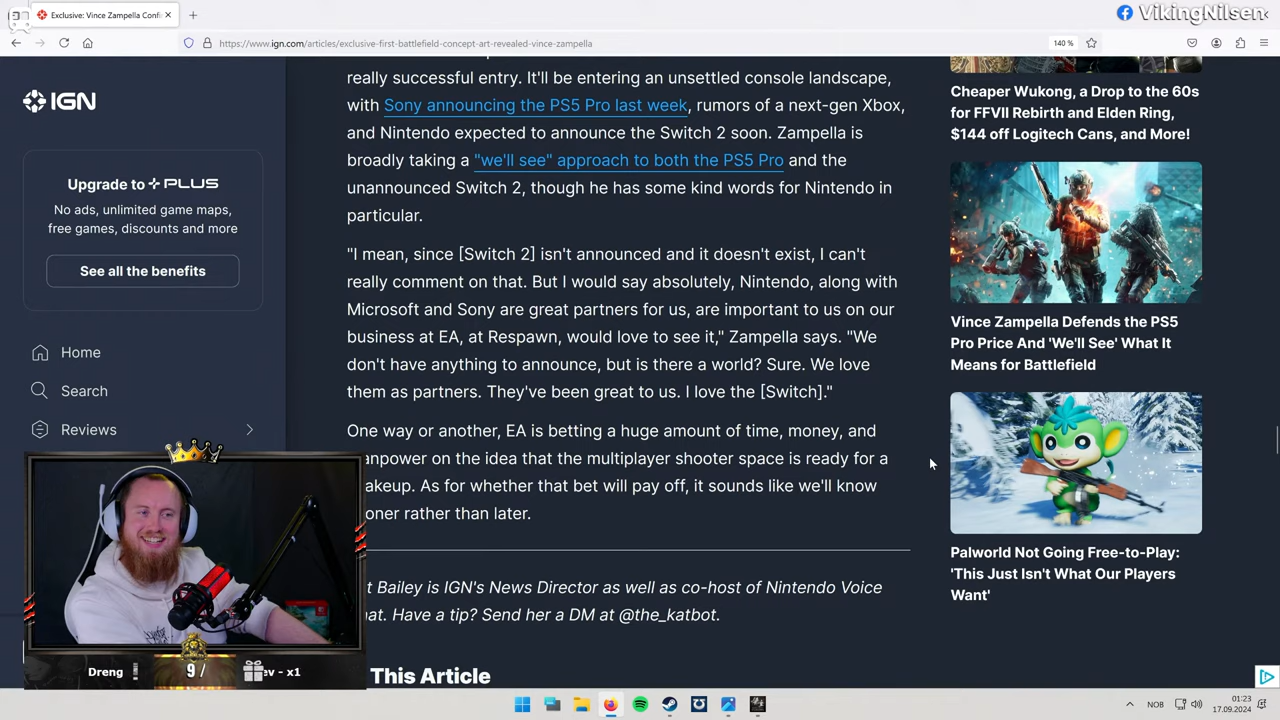 Exclusive: Vince Zampella Confi
VikingNilsen
https://www.ign.com/articles/exclusive-first-battlefield-concept-art-revealed-vince-zampella
140 %
IGN
Upgrade to PLUS
No ads, unlimited game maps,
free games, discounts and more
See all the benefits
Home
Search
Reviews
really successful entry. It'll be entering an unsettled console landscape,
with Sony announcing the PS5 Pro last week, rumors of a next-gen Xbox,
and Nintendo expected to announce the Switch 2 soon. Zampella is
broadly taking a "we'll see" approach to both the PS5 Pro and the
unannounced Switch 2, though he has some kind words for Nintendo in
particular.
"I mean, since [Switch 2] isn't announced and it doesn't exist, I can't
really comment on that. But I would say absolutely, Nintendo, along with
Microsoft and Sony are great partners for us, are important to us on our
business at EA, at Respawn, would love to see it," Zampella says. "We
don't have anything to announce, but is there a world? Sure. We love
them as partners. They've been great to us. I love the [Switch]."
One way or another, EA is betting a huge amount of time, money, and
anpower on the idea that the multiplayer shooter space is ready for a
akeup. As for whether that bet will pay off, it sounds like we'll know
oner rather than later.
t Bailey is IGN's News Director as well as co-host of Nintendo Voice
hat. Have a tip? Send her a DM at @the_katbot.
This Article
Cheaper Wukong, a Drop to the 60s
for FFVII Rebirth and Elden Ring,
$144 off Logitech Cans, and More!
Vince Zampella Defends the PS5
Pro Price And 'We'll See' What It
Means for Battlefield
Palworld Not Going Free-to-Play:
'This Just Isn't What Our Players
Want'
Dreng
9 /
ev - x1
NOB
01:23
17.09.2024